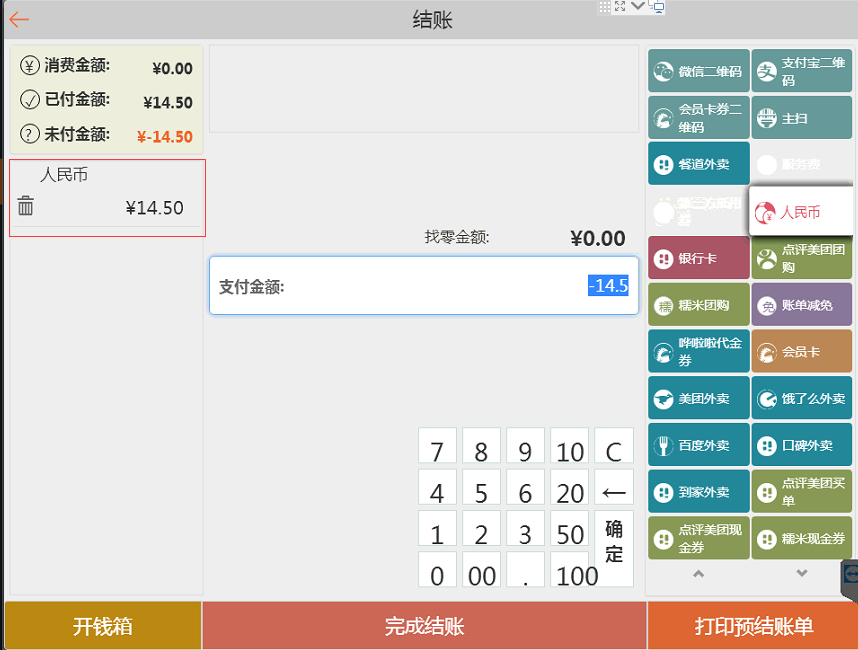 结账
消费金额:
¥0.00
已付金额:
¥14.50
未付金额:
¥-14.50
人民币
¥14.50
找零金额:
¥0.00
支付金额:
-14.5
7 8 9 10 C
4 5 6 20 ←
1 2 3 50 确
定
0 00 . 100
微信二维码
支付宝二维
码
会员卡券二
维码
主扫
餐道外卖
服务费
人民币
银行卡
点评美团团
购
糯 糯米团购
免 账单减免
哗啦啦代金
券
会员卡
美团外卖
饿了么外卖
百度外卖
口碑外卖
到家外卖
点评美团买
单
点评美团现
金券
糯米现金券
开钱箱
完成结账
打印预结账单